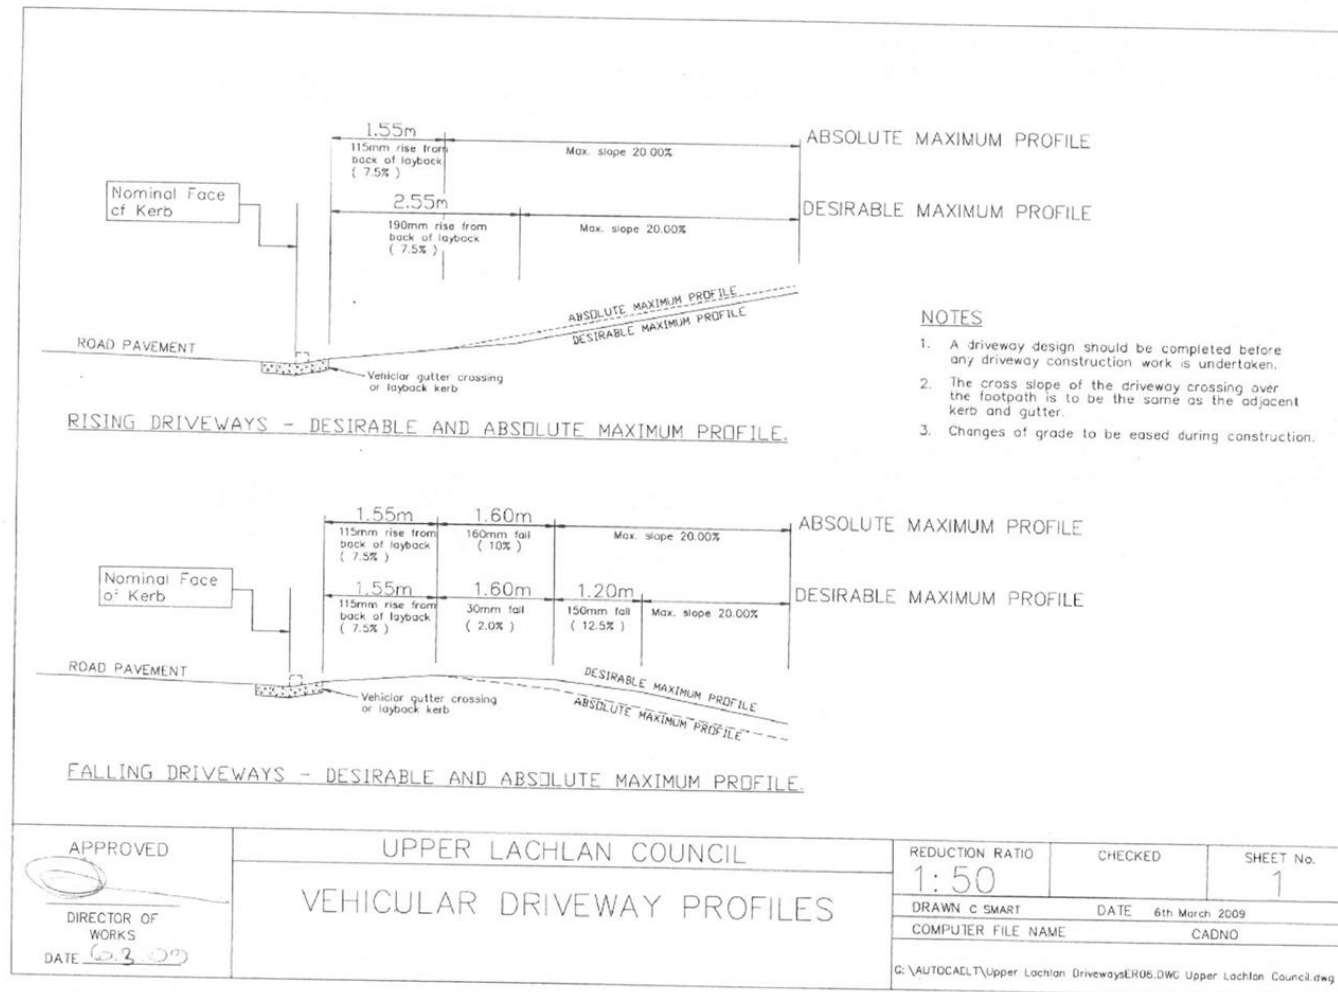 1.55m
115mm rise from
back of layback
( 7.5% )
Max. slope 20.00%
ABSOLUTE MAXIMUM PROFILE
Nominal Face
of Kerb
2.55m
190mm rise from
back of layback
( 7.5% )
Max. slope 20.00%
DESIRABLE MAXIMUM PROFILE
ABSOLUTE MAXIMUM PROFILE
DESIRABLE MAXIMUM PROFILE
ROAD PAVEMENT
Vehiclar gutter crossing
or layback kerb
RISING DRIVEWAYS - DESIRABLE AND ABSOLUTE MAXIMUM PROFILE.
NOTES
1. A driveway design should be completed before
any driveway construction work is undertaken.
2. The cross slope of the driveway crossing over
the footpath is to be the same as the adjacent
kerb and gutter.
3. Changes of grade to be eased during construction.
1.55m
115mm rise from
back of layback
( 7.5% )
1.60m
160mm fall
( 10% )
Max. slope 20.00%
ABSOLUTE MAXIMUM PROFILE
Nominal Face
of Kerb
1.55m
115mm rise from
back of layback
( 7.5% )
1.60m
30mm fall
( 2.0% )
1.20m
150mm fall
( 12.5% )
Max. slope 20.00%
DESIRABLE MAXIMUM PROFILE
ROAD PAVEMENT
DESIRABLE MAXIMUM PROFILE
ABSOLUTE MAXIMUM PROFILE
Vehiclar gutter crossing
or layback kerb
FALLING DRIVEWAYS - DESIRABLE AND ABSOLUTE MAXIMUM PROFILE.
APPROVED
DIRECTOR OF
WORKS
DATE 6.3.09
UPPER LACHLAN COUNCIL
VEHICULAR DRIVEWAY PROFILES
REDUCTION RATIO
1:50
CHECKED
SHEET No.
1
DRAWN C SMART
DATE 6th March 2009
COMPUTER FILE NAME
CADNO
G:\AUTOCADLT\Upper Lachlan DrivewaysER06.DWG Upper Lachlan Council.dwg